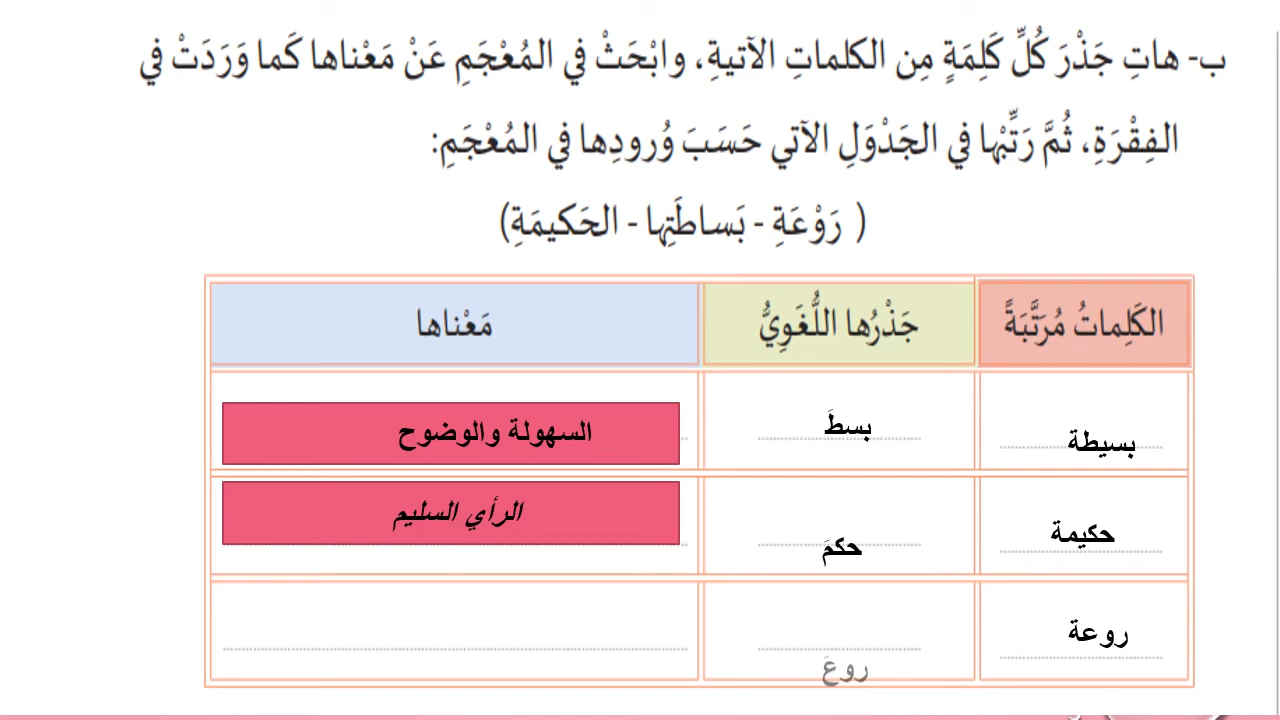 ب- هاتِ جَذْرَ كُلِّ كَلِمَةٍ مِن الكلماتِ الآتيةِ، وابْحَثْ في المُعْجَمِ عَنْ مَعْناها كَما وَرَدَتْ في
الفِقْرَةِ، ثُمَّ رَتِّبْها في الجَدْوَلِ الآتي حَسَبَ وُرودِها في المُعْجَمِ:
( رَوْعَةِ - بَساطَتِها - الحَكيمَةِ)
الكَلِماتُ مُرَتَّبَةً جَذْرُها اللُّغَوِيُّ مَعْناها
بسيطة بسطَ السهولة والوضوح
حكيمة حكمَ الرأي السليم
روعة روعَ